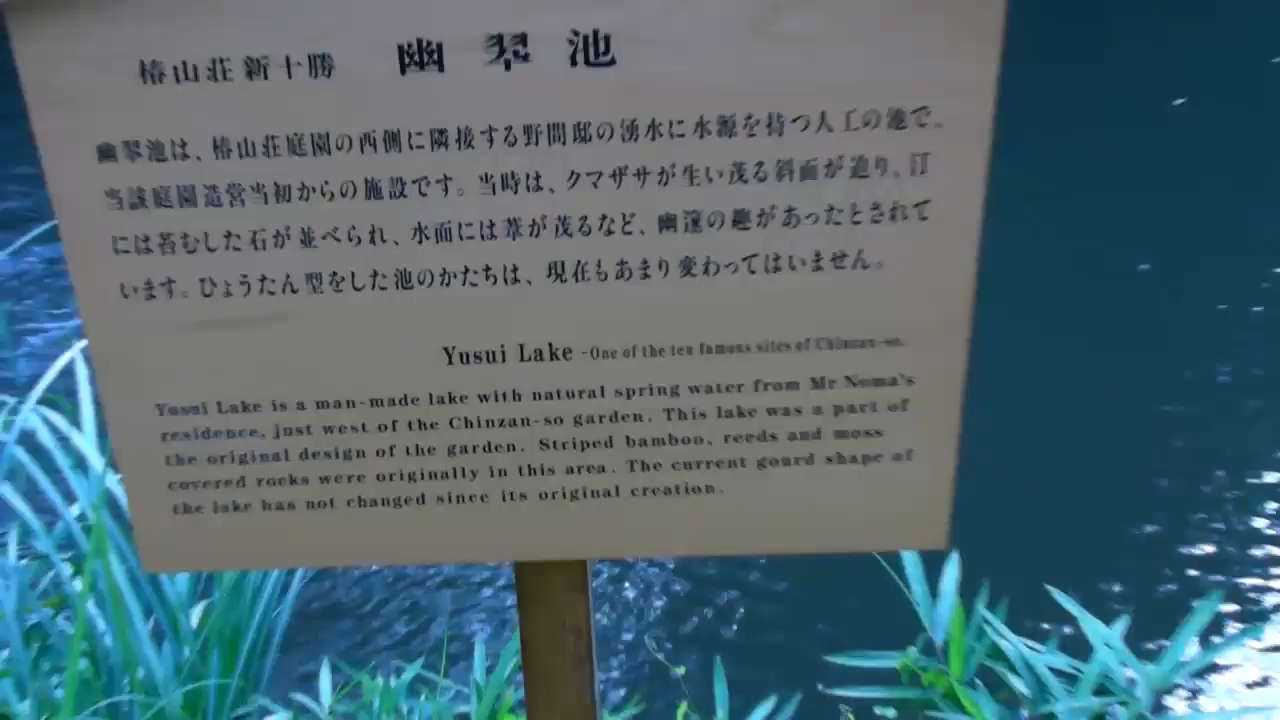 椿山荘新十勝 幽翠池
幽翠池は、椿山荘庭園の西側に隣接する野間邸の湧水に水源を持つ人工の池で、
当該庭園造営当初からの施設です。当時は、クマザサが生い茂る斜面が迫り、汀
には苔むした石が並べられ、水面には葦が茂るなど、幽邃の趣があったとされて
います。ひょうたん型をした池のかたちは、現在もあまり変わってはいません。
Yusui Lake -One of the ten famous sites of Chinzan-so.
Yusui Lake is a man-made lake with natural spring water from Mr Noma's
residence, just west of the Chinzan-so garden. This lake was a part of
the original design of the garden. Striped bamboo, reeds and moss
covered rocks were originally in this area. The current gourd shape of
the lake has not changed since its original creation.